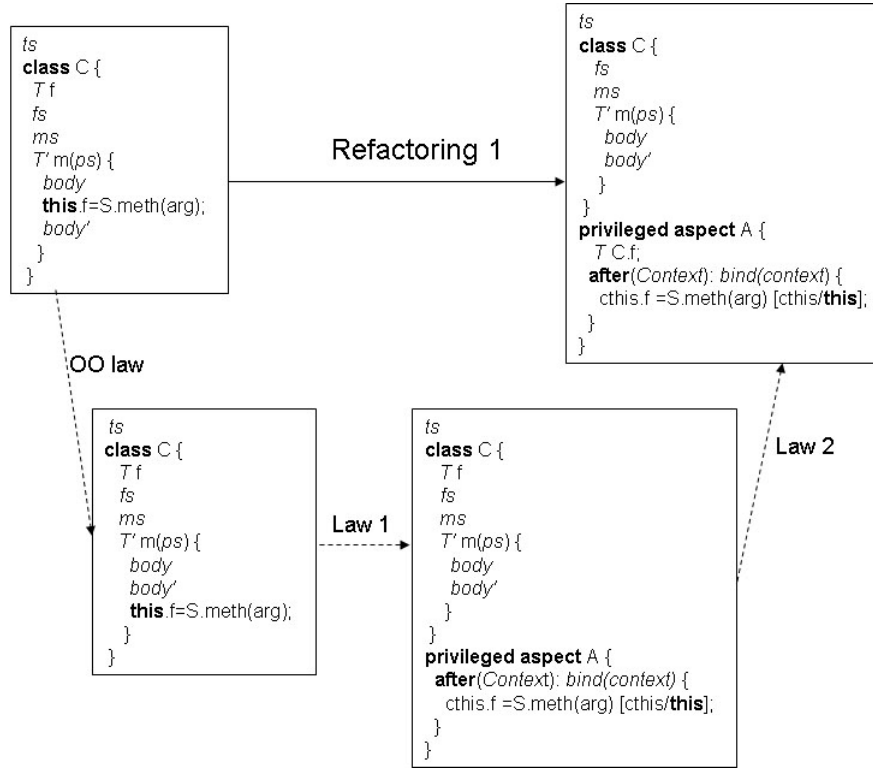 ts
class C {
T f
fs
ms
T' m(ps) {
body
this.f=S.meth(arg);
body'
}
}
Refactoring 1
ts
class C {
fs
ms
T' m(ps) {
body
body'
}
}
privileged aspect A {
T C.f;
after(Context): bind(context) {
cthis.f =S.meth(arg) [cthis/this];
}
}
OO law
ts
class C {
T f
fs
ms
T' m(ps) {
body
body'
this.f=S.meth(arg);
}
}
Law 1
ts
class C {
T f
fs
ms
T' m(ps) {
body
body'
}
}
privileged aspect A {
after(Context): bind(context) {
cthis.f =S.meth(arg) [cthis/this];
}
}
Law 2